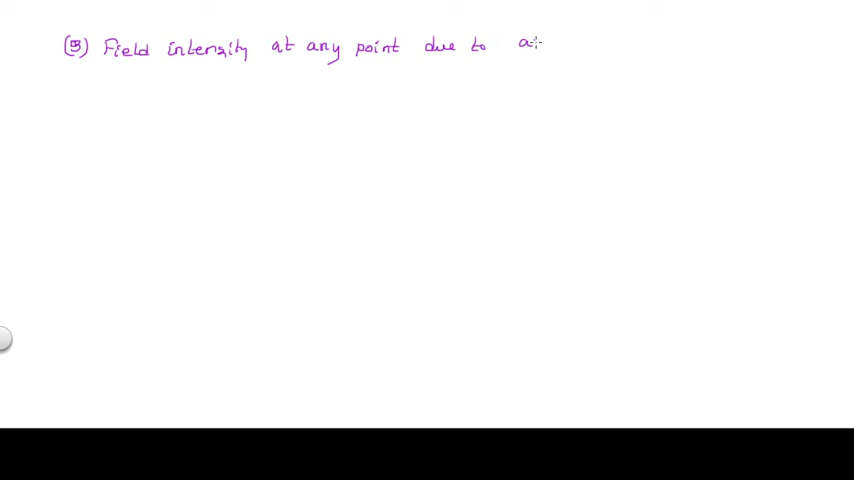 (B) Field intensity at any point due to a